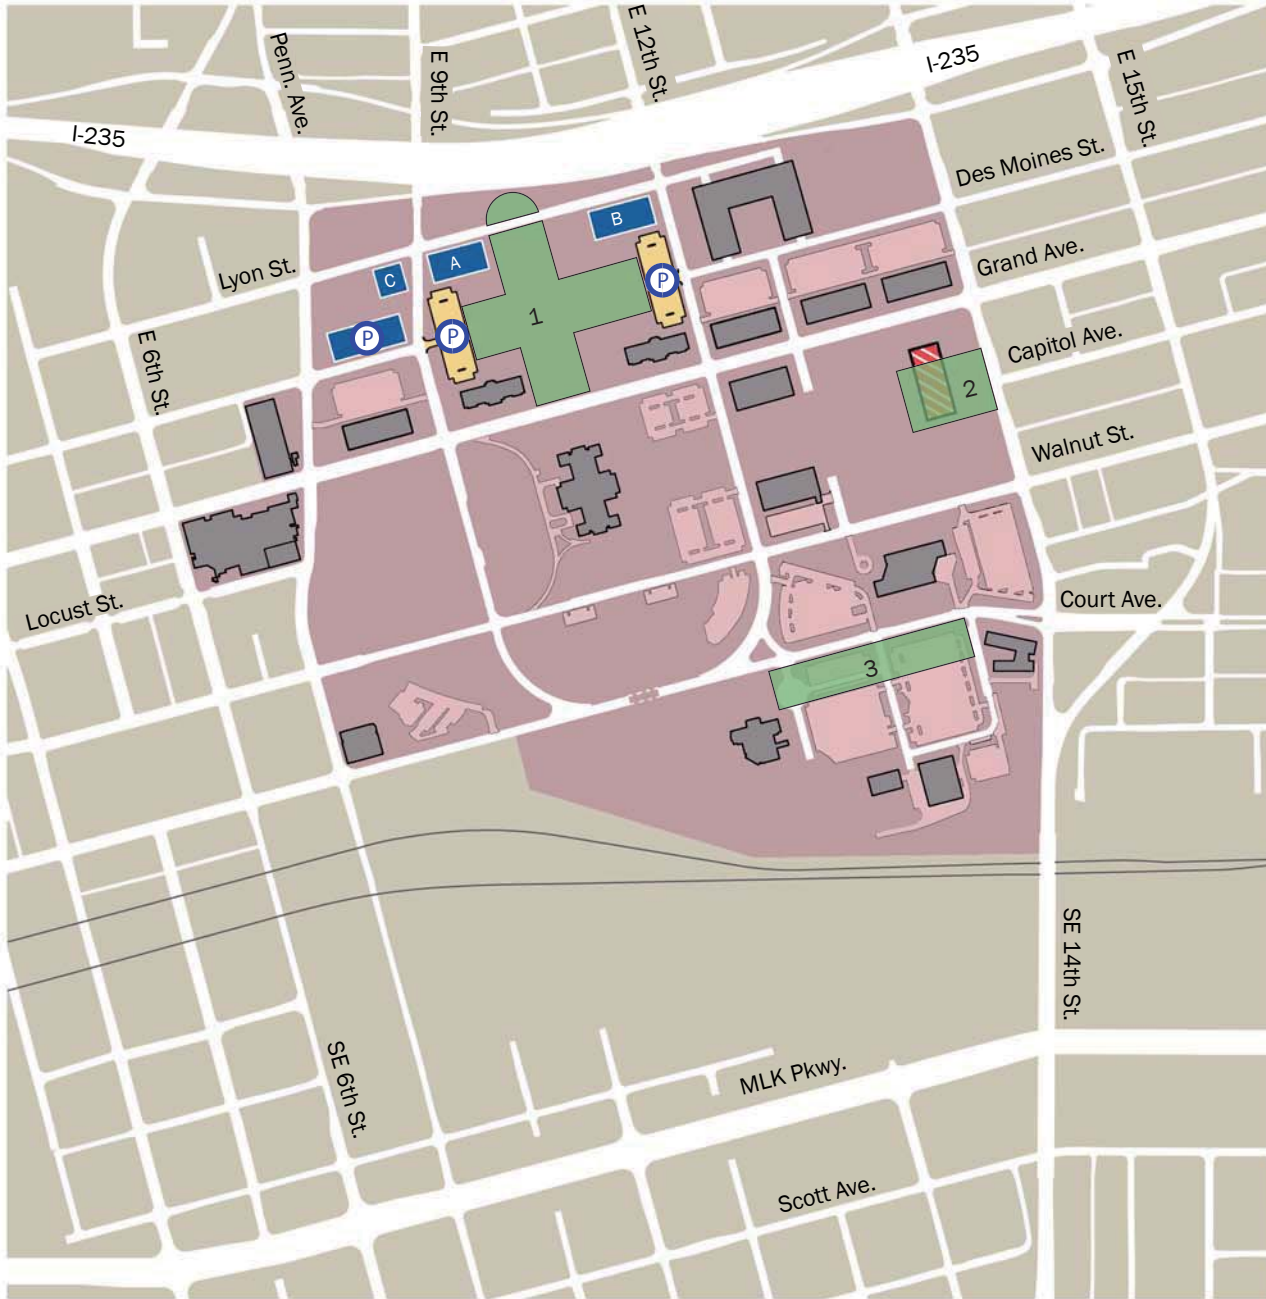 E 12th St.
Penn. Ave.
E 9th St.
I-235
E 15th St.
I-235
Des Moines St.
B
Grand Ave.
A
Lyon St.
C
P
1
P
P
Capitol Ave.
E 6th St.
2
Walnut St.
Court Ave.
Locust St.
3
SE 14th St.
SE 6th St.
MLK Pkwy.
Scott Ave.